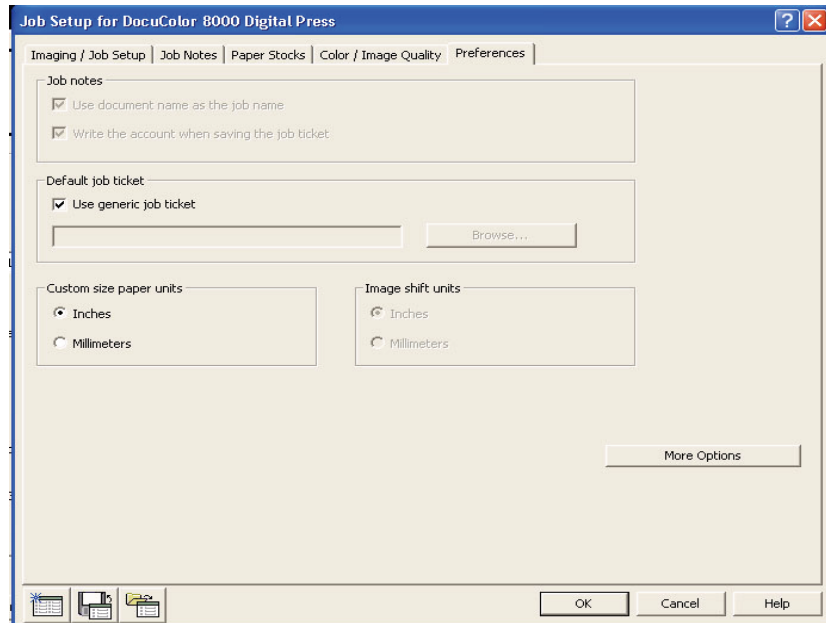 Job Setup for DocuColor 8000 Digital Press
Imaging / Job Setup Job Notes Paper Stocks Color / Image Quality Preferences
Job notes
Use document name as the job name
Write the account when saving the job ticket
Default job ticket
Use generic job ticket
Browse...
Custom size paper units Image shift units
Inches Inches
Millimeters Millimeters
More Options
OK Cancel Help